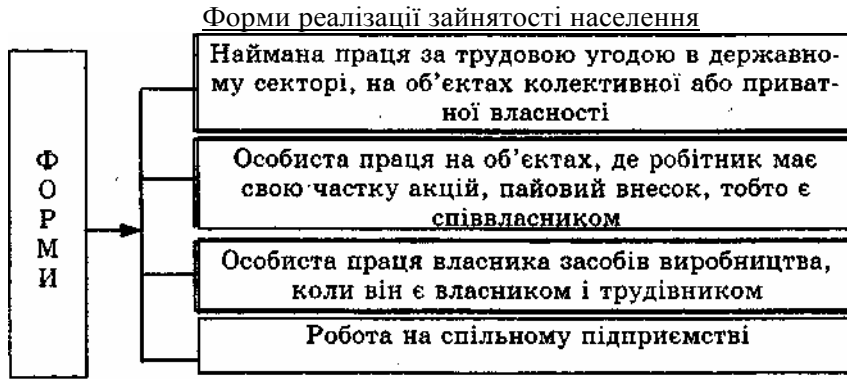 Форми реалізації зайнятості населення
ФОРМИ
Наймана праця за трудовою угодою в державно-
му секторі, на об'єктах колективної або приват-
ної власності
Особиста праця на об'єктах, де робітник має
свою частку акцій, пайовий внесок, тобто є
співвласником
Особиста праця власника засобів виробництва,
коли він є власником і трудівником
Робота на спільному підприємстві